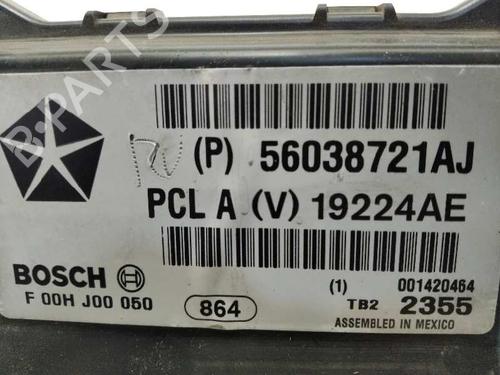 B-PARTS
(P) 56038721AJ
PCL A (V) 19224AE
BOSCH
F 00H J00 050
864
(1) 001420464
TB2 2355
ASSEMBLED IN MEXICO